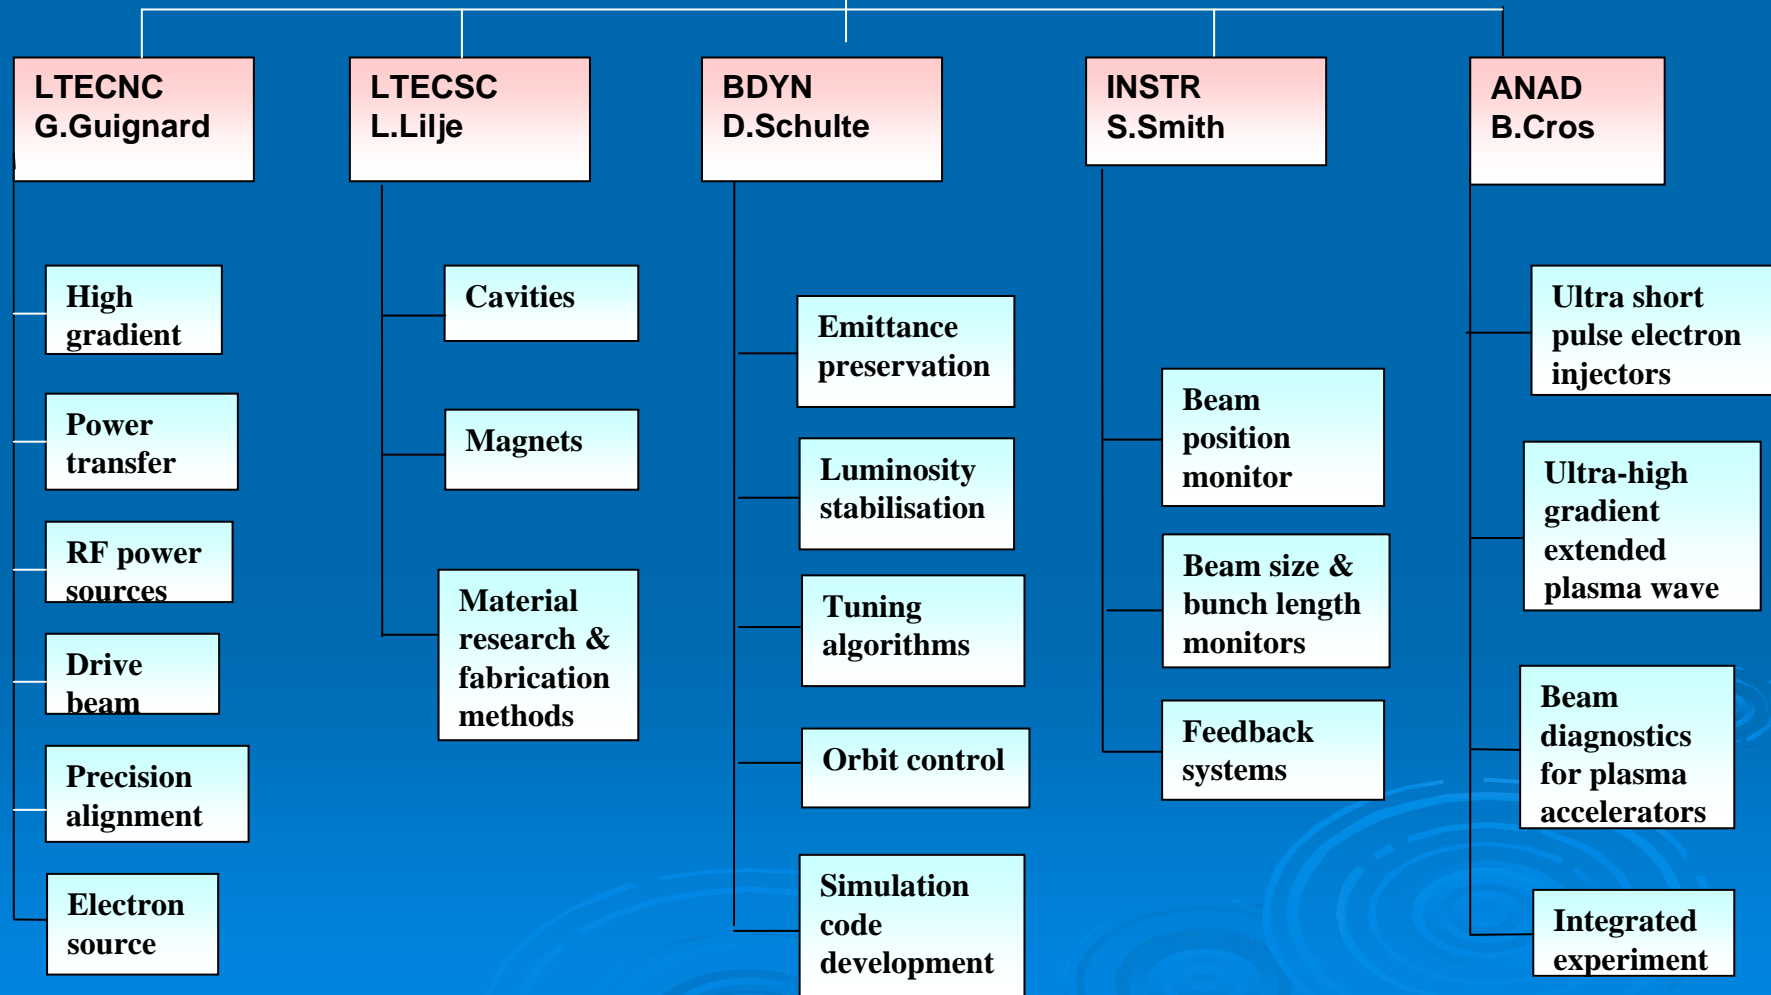 LTECNC
G.Guignard
High
gradient
Power
transfer
RF power
sources
Drive
beam
Precision
alignment
Electron
source
LTECSC
L.Lilje
Cavities
Magnets
Material
research &
fabrication
methods
BDYN
D.Schulte
Emittance
preservation
Luminosity
stabilisation
Tuning
algorithms
Orbit control
Simulation
code
development
INSTR
S.Smith
Beam
position
monitor
Beam size &
bunch length
monitors
Feedback
systems
ANAD
B.Cros
Ultra short
pulse electron
injectors
Ultra-high
gradient
extended
plasma wave
Beam
diagnostics
for plasma
accelerators
Integrated
experiment